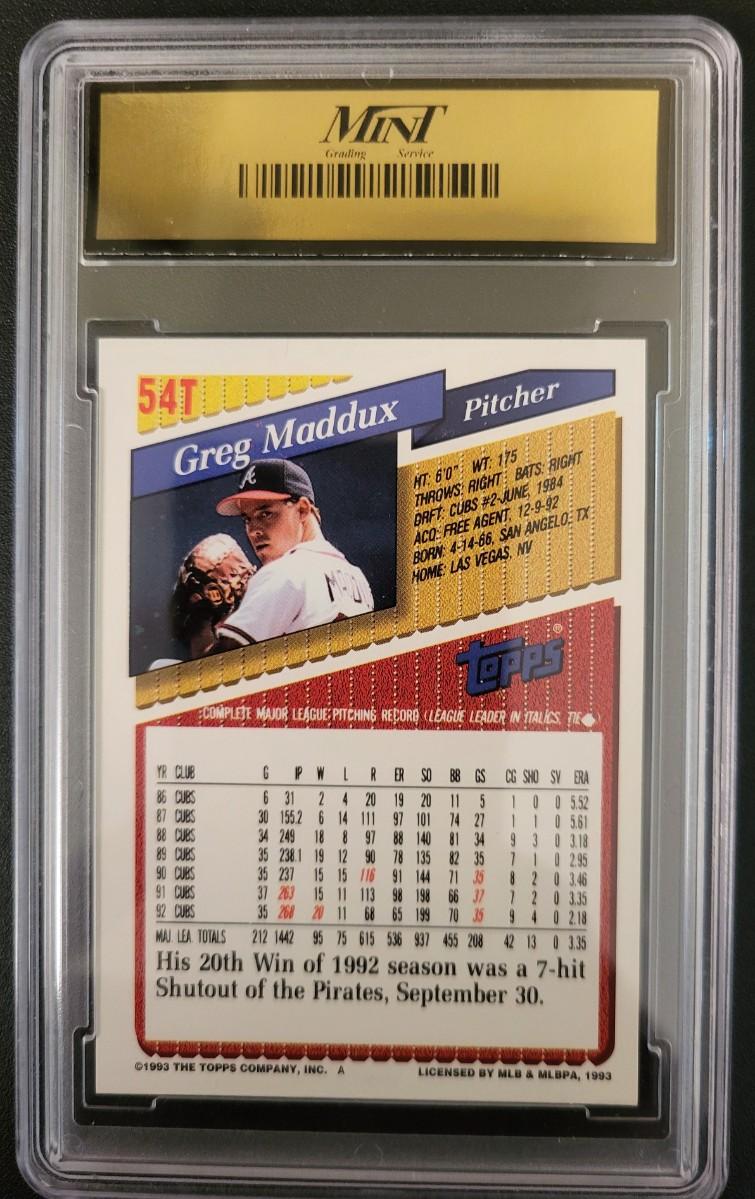 MINT
Grading Service
54T
Greg Maddux
Pitcher
HT: 6'0" WT: 175
THROWS: RIGHT BATS: RIGHT
DRFT: CUBS #2-JUNE, 1984
ACQ: FREE AGENT, 12-9-92
BORN: 4-14-66, SAN ANGELO, TX
HOME: LAS VEGAS, NV
A
topps®
COMPLETE MAJOR LEAGUE PITCHING RECORD (LEAGUE LEADER IN ITALICS, TIE◆)
YR CLUB G IP W L R ER SO BB GS CG SHO SV ERA
86 CUBS 6 31 2 4 20 19 20 11 5 1 0 0 5.52
87 CUBS 30 155.2 6 14 111 97 101 74 27 1 1 0 5.61
88 CUBS 34 249 18 8 97 88 140 81 34 9 3 0 3.18
89 CUBS 35 238.1 19 12 90 78 135 82 35 7 1 0 2.95
90 CUBS 35 237 15 15 116 91 144 71 35 8 2 0 3.46
91 CUBS 37 263 15 11 113 98 198 66 37 7 2 0 3.35
92 CUBS 35 268 20 11 68 65 199 70 35 9 4 0 2.18
MAJ. LEA. TOTALS 212 1442 95 75 615 536 937 455 208 42 13 0 3.35
His 20th Win of 1992 season was a 7-hit
Shutout of the Pirates, September 30.
©1993 THE TOPPS COMPANY, INC. A LICENSED BY MLB & MLBPA, 1993